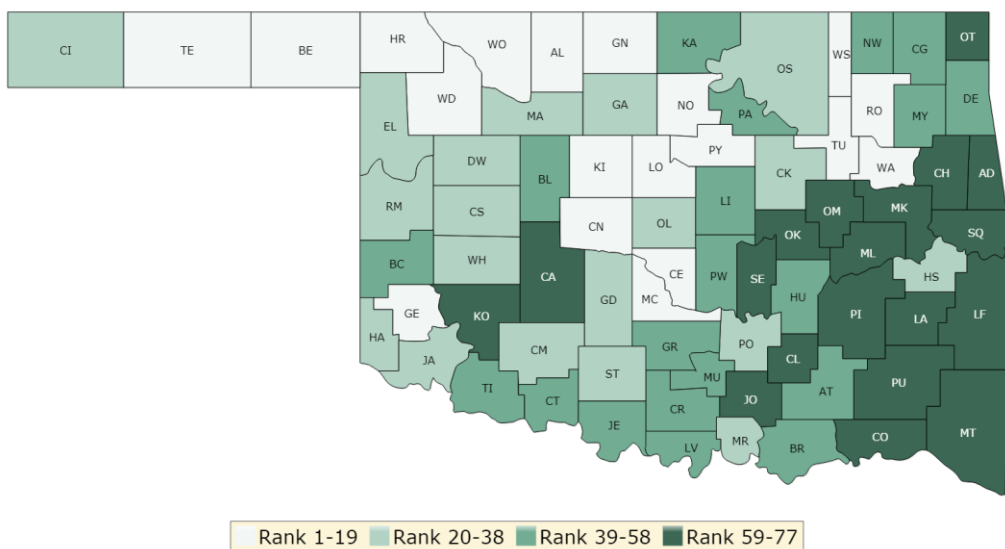 CI TE BE HR WO AL GN KA OS WS NW CG OT
WD MA GA NO PA RO MY DE
EL DW BL KI LO PY CK TU WA CH AD
RM CS CN OL LI OK OM MK SQ
BC WH CA CE PW SE ML HS
GE KO GD MC HU PI LA LF
HA JA CM GR PO CL
TI CT ST MU JO AT PU
JE CR LV MR BR CO MT
Rank 1-19 Rank 20-38 Rank 39-58 Rank 59-77